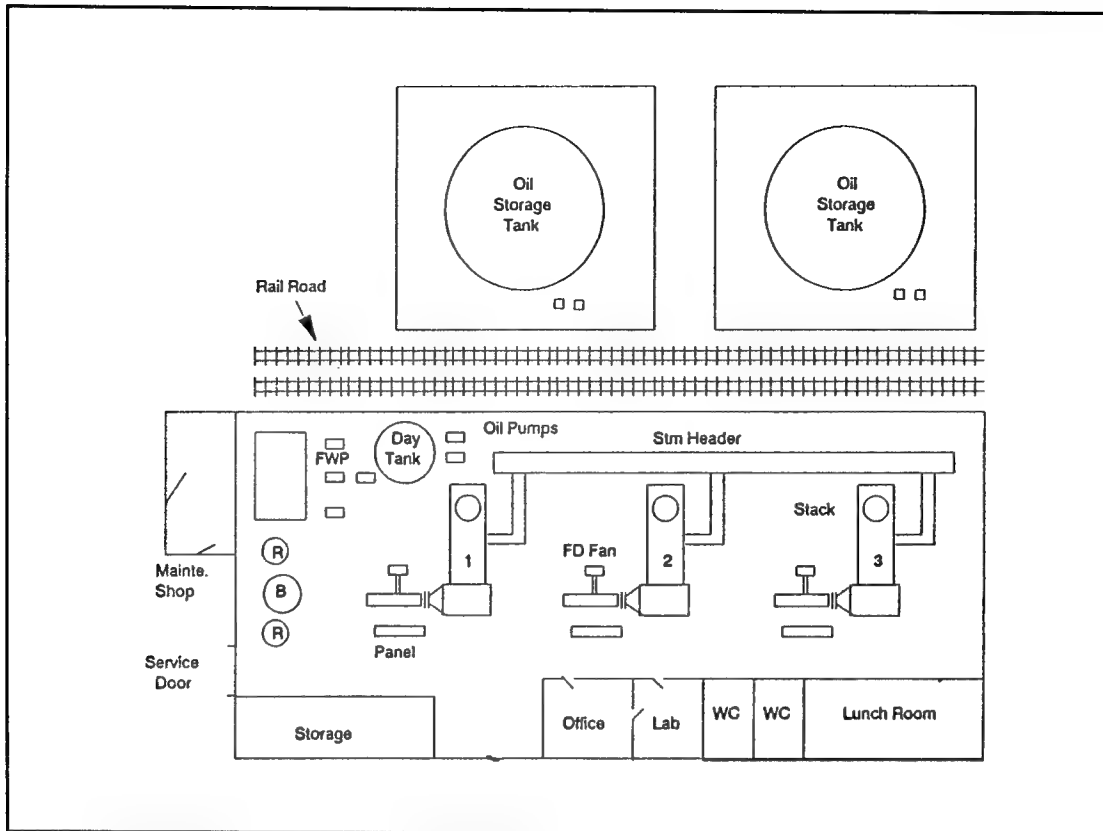 Oil
Storage
Tank
Oil
Storage
Tank
Rail Road
Oil Pumps
Day
Tank
FWP
Stm Header
Stack
FD Fan
1
2
3
R
B
R
Mainte.
Shop
Panel
Service
Door
Storage
Office
Lab
WC
WC
Lunch Room